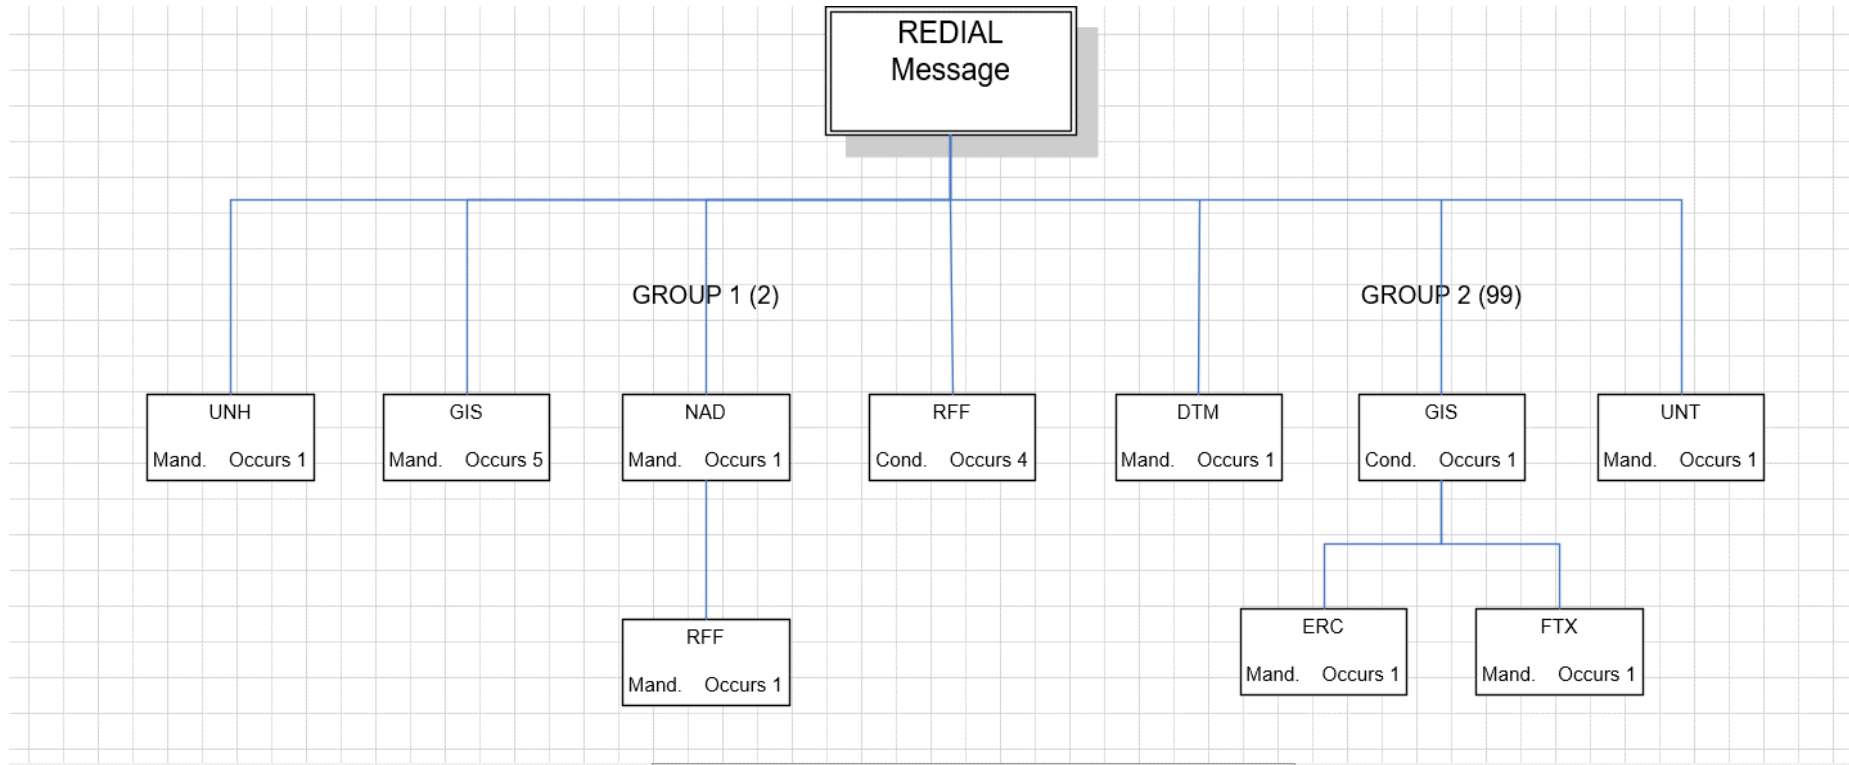 REDIAL
Message
GROUP 1 (2)
GROUP 2 (99)
UNH
Mand. Occurs 1
GIS
Mand. Occurs 5
NAD
Mand. Occurs 1
RFF
Cond. Occurs 4
DTM
Mand. Occurs 1
GIS
Cond. Occurs 1
UNT
Mand. Occurs 1
RFF
Mand. Occurs 1
ERC
Mand. Occurs 1
FTX
Mand. Occurs 1